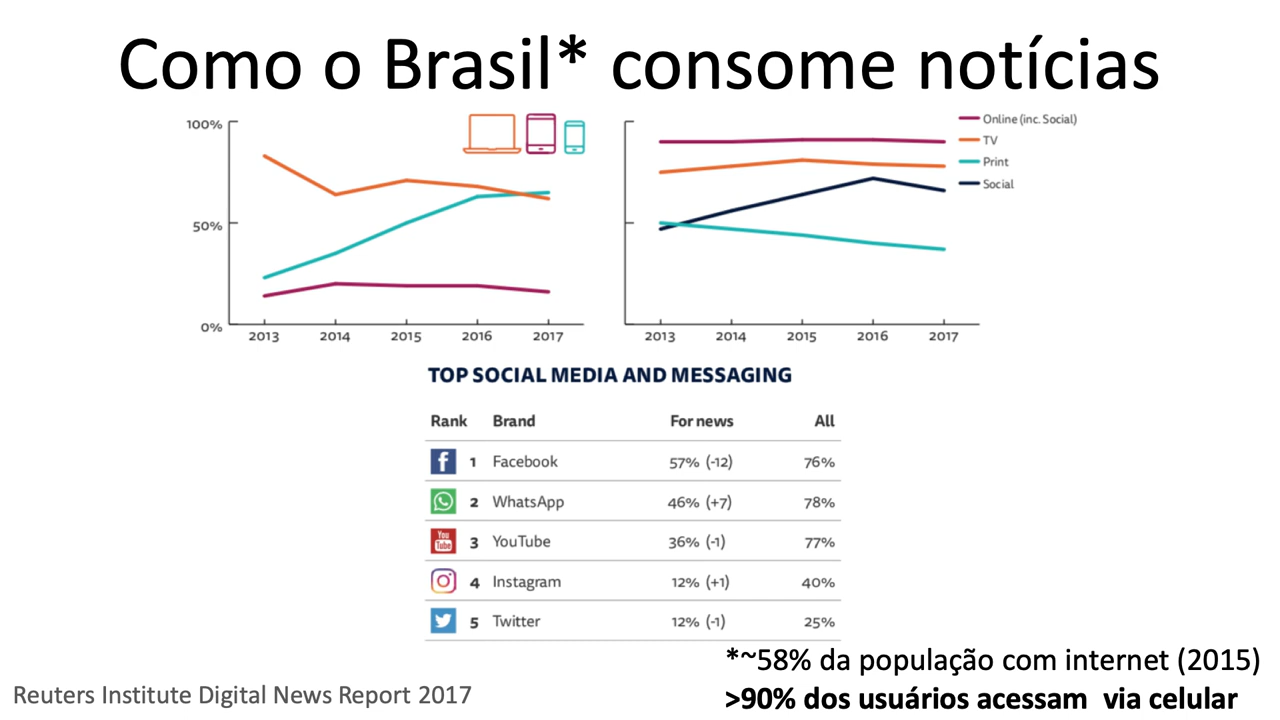 Como o Brasil* consome notícias
100%
50%
0%
2013 2014 2015 2016 2017
Online (inc. Social)
TV
Print
Social
2013 2014 2015 2016 2017
TOP SOCIAL MEDIA AND MESSAGING
Rank Brand For news All
f 1 Facebook 57% (-12) 76%
2 WhatsApp 46% (+7) 78%
You
Tube
3 YouTube 36% (-1) 77%
4 Instagram 12% (+1) 40%
5 Twitter 12% (-1) 25%
*~58% da população com internet (2015)
Reuters Institute Digital News Report 2017
>90% dos usuários acessam via celular